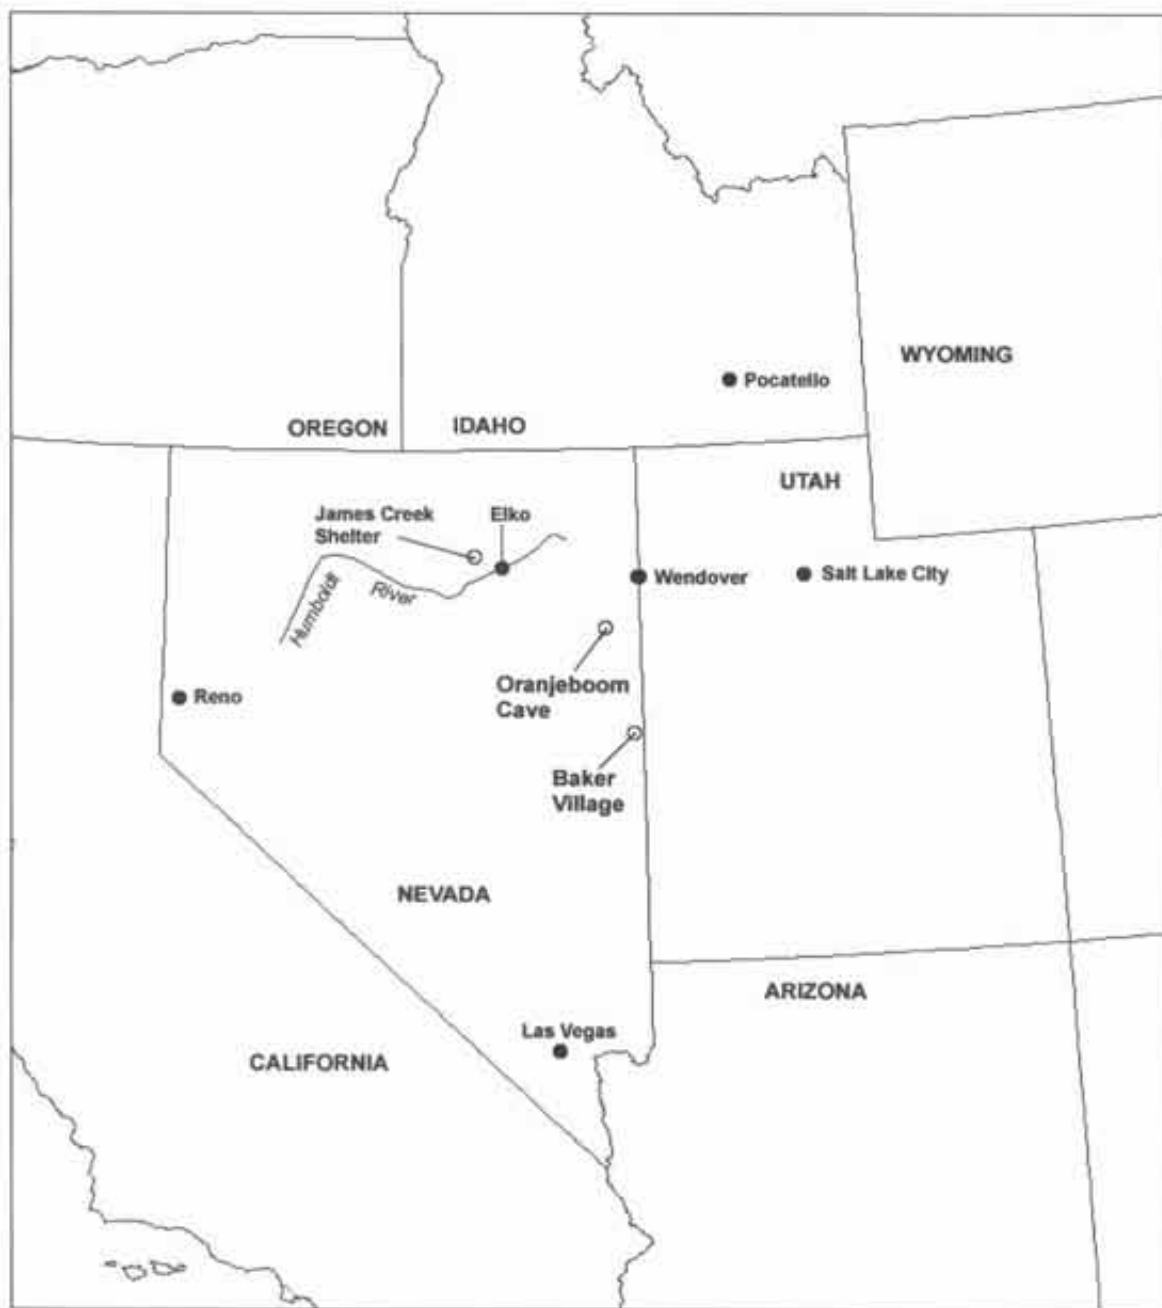 WYOMING
Pocatello
OREGON
IDAHO
UTAH
James Creek
Shelter
Elko
Wendover
Salt Lake City
Humboldt
River
Oranjeboom
Cave
Reno
Baker
Village
NEVADA
ARIZONA
Las Vegas
CALIFORNIA